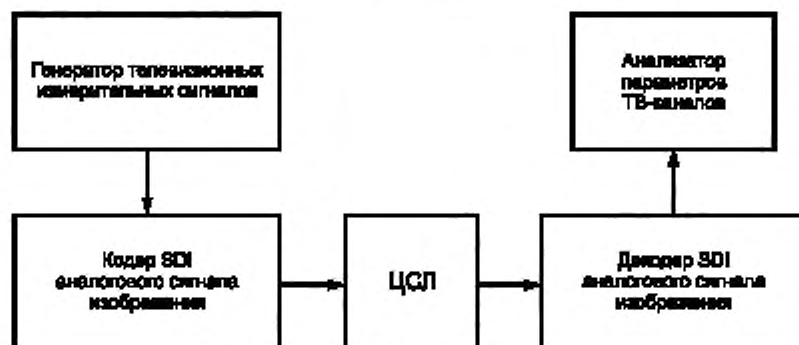 Генератор телевизионных
измерительных сигналов
Анализатор
параметров
ТВ-каналов
Кодер SDI
аналогового сигнала
изображения
ЦСЛ
Декодер SDI
аналогового сигнала
изображения